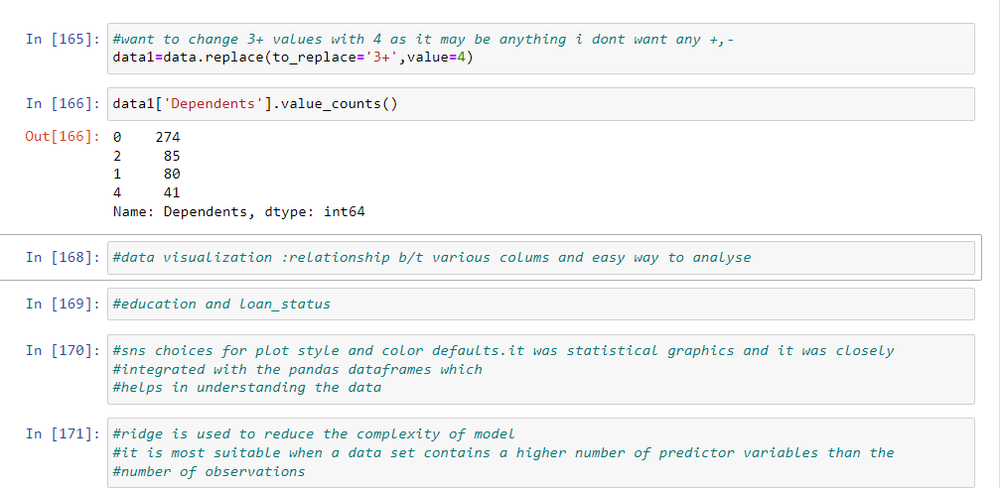 In [165]: #want to change 3+ values with 4 as it may be anything i dont want any +,-
data1=data.replace(to_replace='3+',value=4)
In [166]: data1['Dependents'].value_counts()
Out[166]: 0 274
2 85
1 80
4 41
Name: Dependents, dtype: int64
In [168]: #data visualization :relationship b/t various colums and easy way to analyse
In [169]: #education and loan_status
In [170]: #sns choices for plot style and color defaults.it was statistical graphics and it was closely
#integrated with the pandas dataframes which
#helps in understanding the data
In [171]: #ridge is used to reduce the complexity of model
#it is most suitable when a data set contains a higher number of predictor variables than the
#number of observations